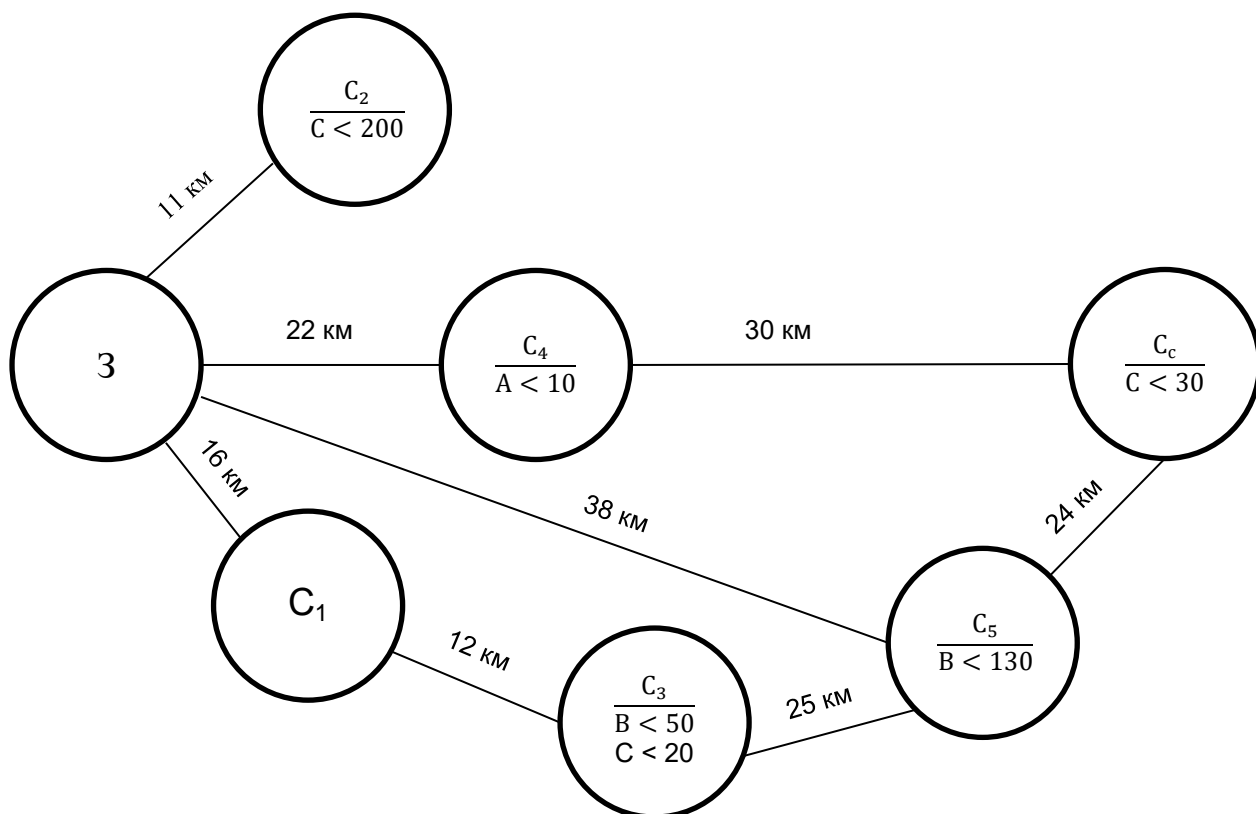 C₂
C < 200
11 км
З
22 км
C₄
A < 10
30 км
C_c
C < 30
16 км
38 км
24 км
C₁
12 км
C₃
B < 50
C < 20
25 км
C₅
B < 130